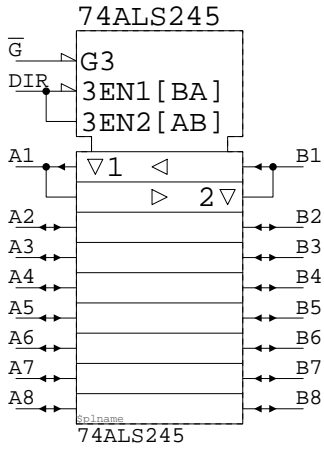 74ALS245
G
G3
DIR
3EN1[BA]
3EN2[AB]
A1 ▽1 ◁ B1
▷ 2▽
A2 B2
A3 B3
A4 B4
A5 B5
A6 B6
A7 B7
A8 B8
$plname
74ALS245